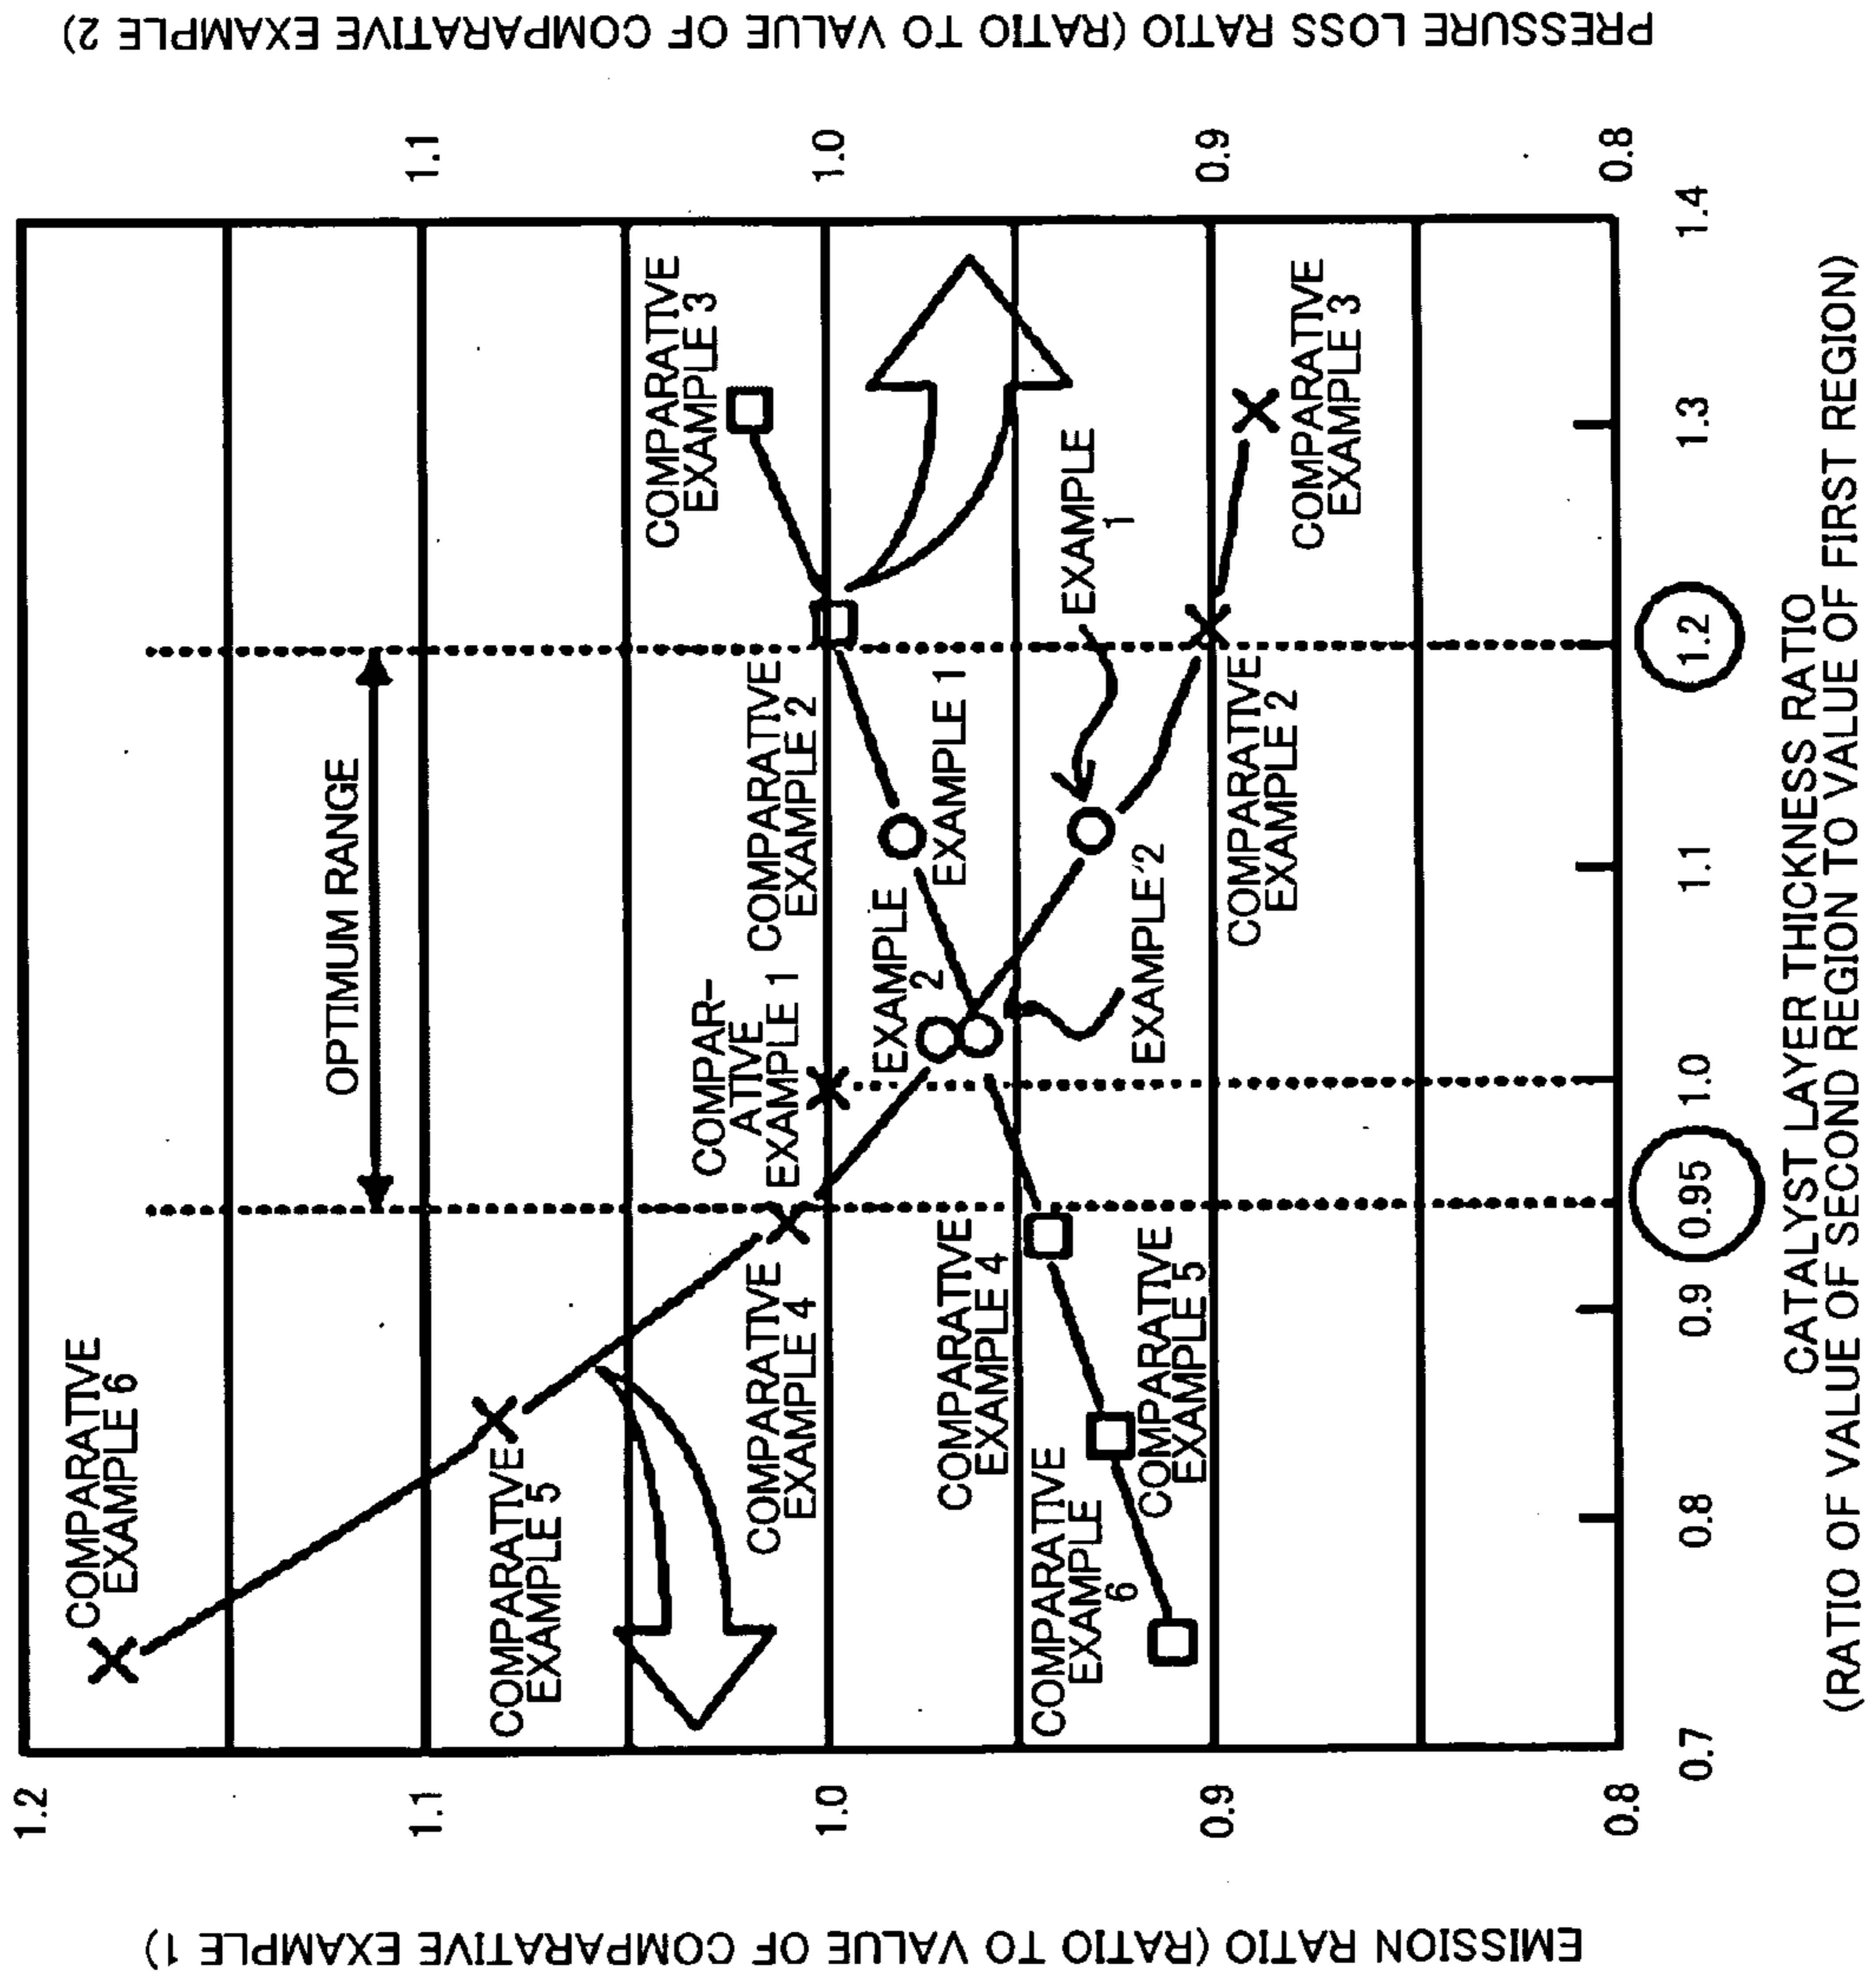 PRESSURE LOSS RATIO (RATIO TO VALUE OF COMPARATIVE EXAMPLE 2)
EMISSION RATIO (RATIO TO VALUE OF COMPARATIVE EXAMPLE 1)
1.2
1.1
1.0
0.9
0.8
1.1
1.0
0.9
0.8
OPTIMUM RANGE
COMPARATIVE
EXAMPLE 6
COMPARATIVE
EXAMPLE 5
COMPARATIVE
EXAMPLE 4
COMPAR-
ATIVE
EXAMPLE 1
EXAMPLE
2
COMPARATIVE
EXAMPLE 2
EXAMPLE 1
COMPARATIVE
EXAMPLE 3
COMPARATIVE
EXAMPLE 4
COMPARATIVE
EXAMPLE
6
COMPARATIVE
EXAMPLE 5
EXAMPLE 2
EXAMPLE
1
COMPARATIVE
EXAMPLE 2
COMPARATIVE
EXAMPLE 3
0.7
0.8
0.9
0.95
1.0
1.1
1.2
1.3
1.4
CATALYST LAYER THICKNESS RATIO
(RATIO OF VALUE OF SECOND REGION TO VALUE OF FIRST REGION)